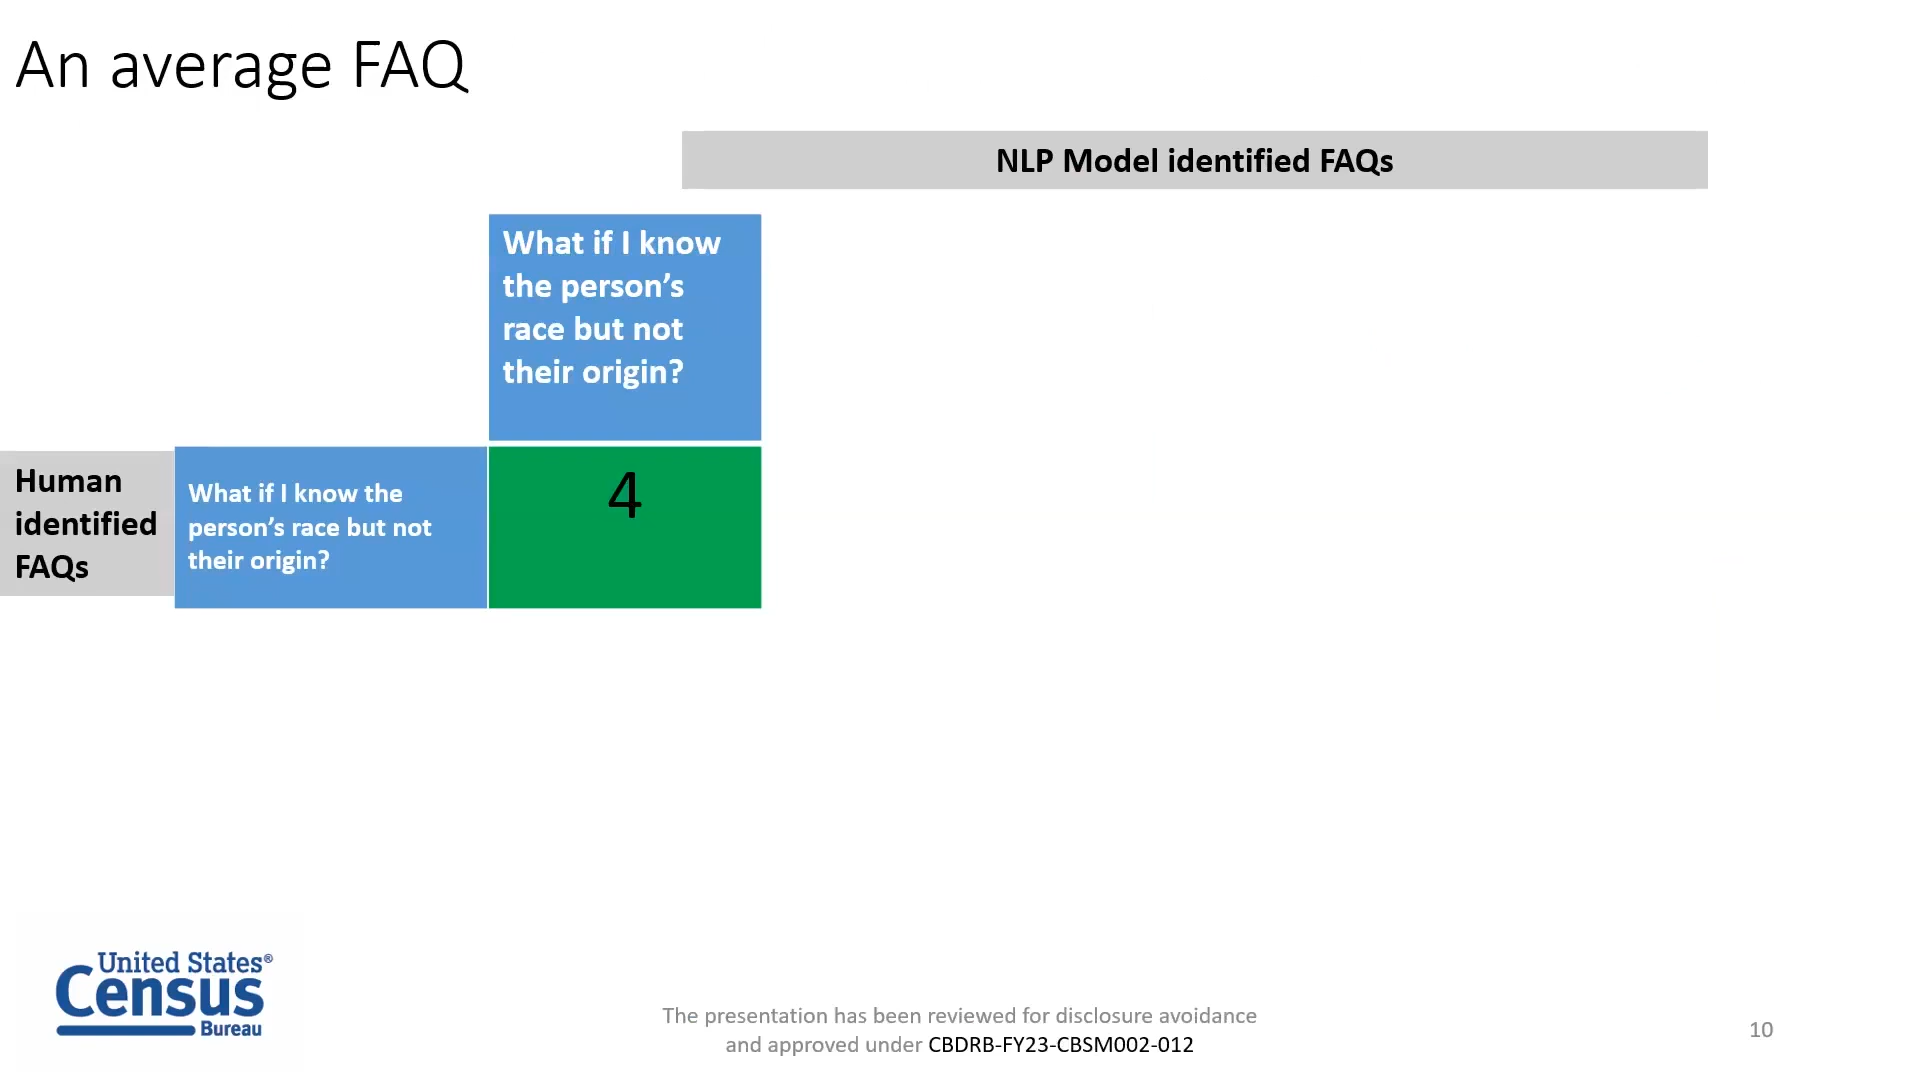 An average FAQ
NLP Model identified FAQs
What if I know
the person’s
race but not
their origin?
Human
identified
FAQs
What if I know the
person’s race but not
their origin?
4
United States®
Census
Bureau
The presentation has been reviewed for disclosure avoidance
and approved under CBDRB-FY23-CBSM002-012
10